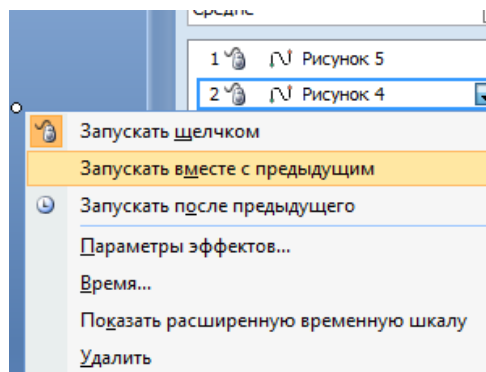 Средне
1 Рисунок 5
2 Рисунок 4
Запускать щелчком
Запускать вместе с предыдущим
Запускать после предыдущего
Параметры эффектов...
Время...
Показать расширенную временную шкалу
Удалить